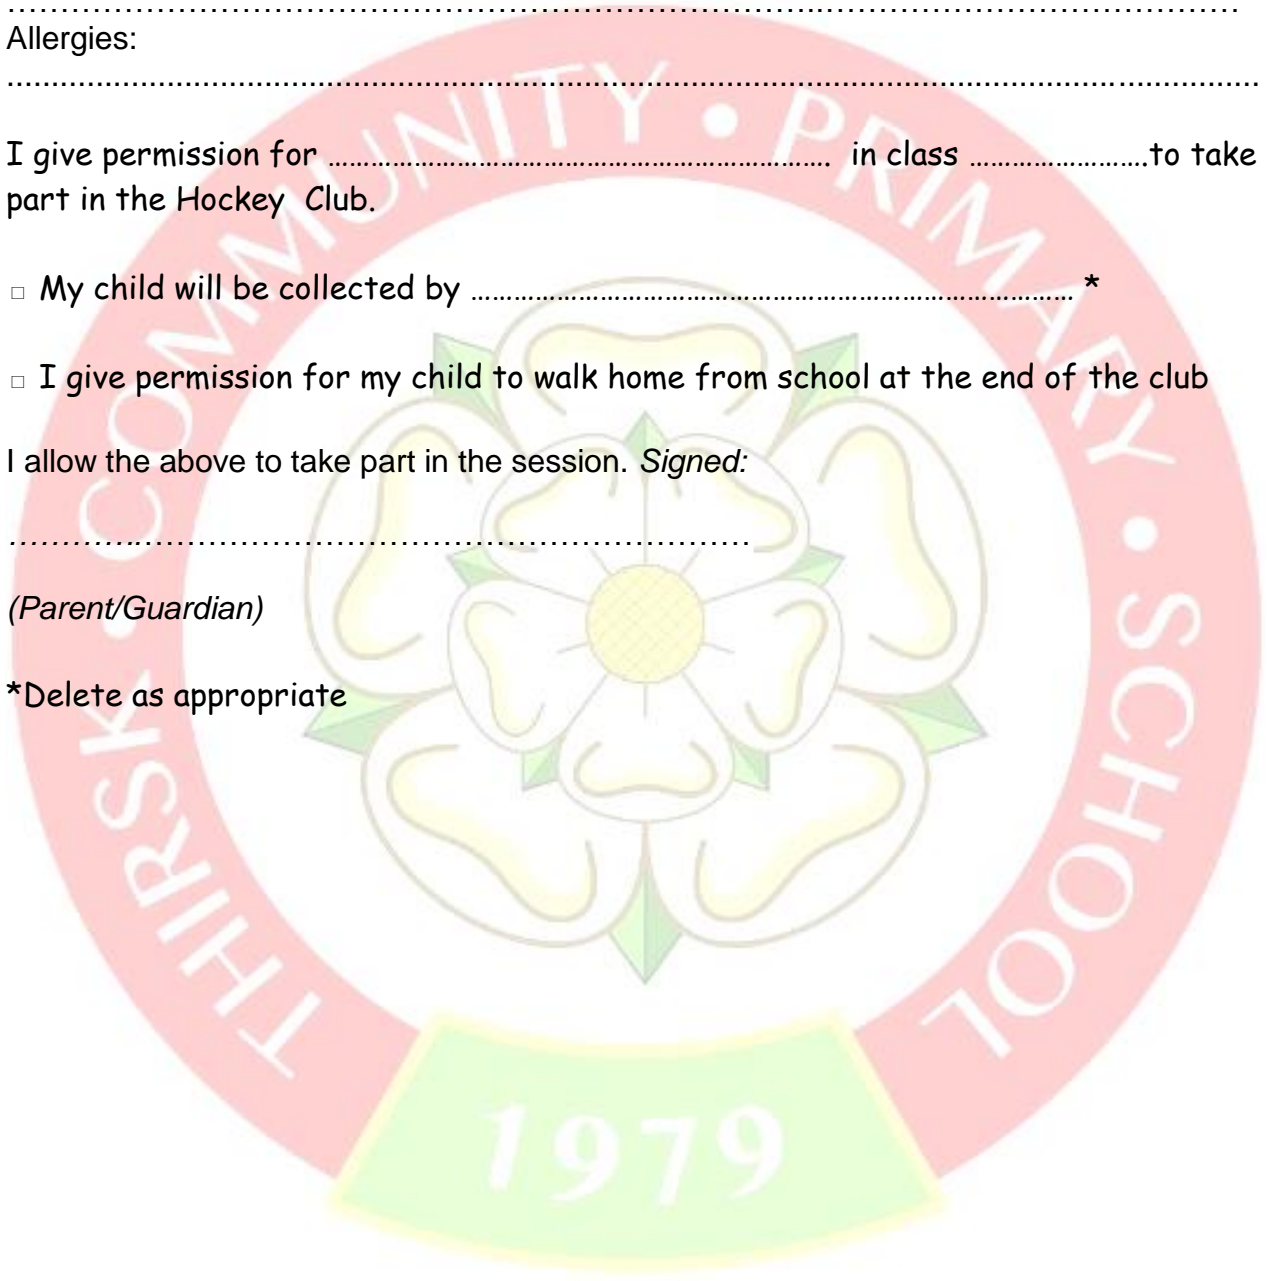 ……………………………………………………………………………………………………………………
Allergies:
……………………………………………………………………………………………………………………
I give permission for ……………………………………………………………. in class …………………….to take
part in the Hockey  Club.
□ My child will be collected by ………………………………………………………………………… *
□ I give permission for my child to walk home from school at the end of the club
I allow the above to take part in the session. Signed:
……………………………………………………………………
(Parent/Guardian)
*Delete as appropriate
THIRSK • COMMUNITY • PRIMARY • SCHOOL
1979